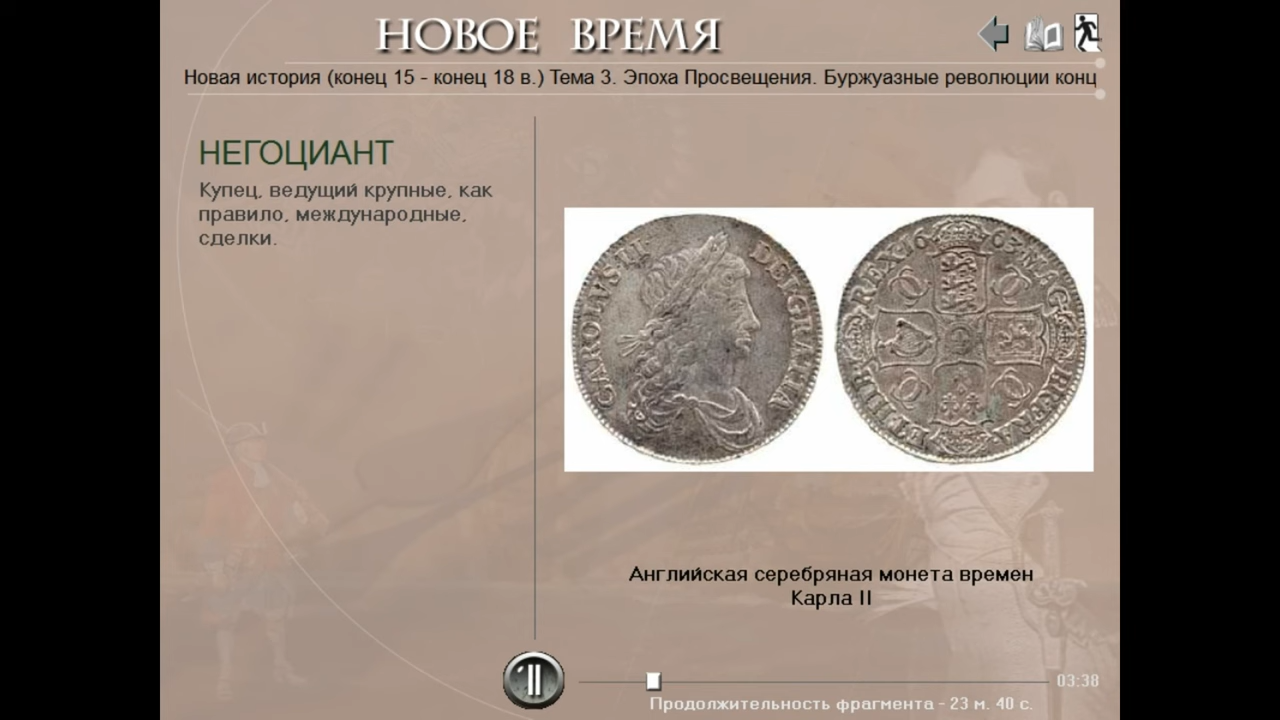 НОВОЕ ВРЕМЯ
Новая история (конец 15 - конец 18 в.) Тема 3. Эпоха Просвещения. Буржуазные революции конц
НЕГОЦИАНТ
Купец, ведущий крупные, как
правило, международные,
сделки.
CAROLVS II DEI GRATIA
REX 1663 MAG
BR FRA
ET HIB
Английская серебряная монета времен
Карла II
03:38
Продолжительность фрагмента - 23 м. 40 с.